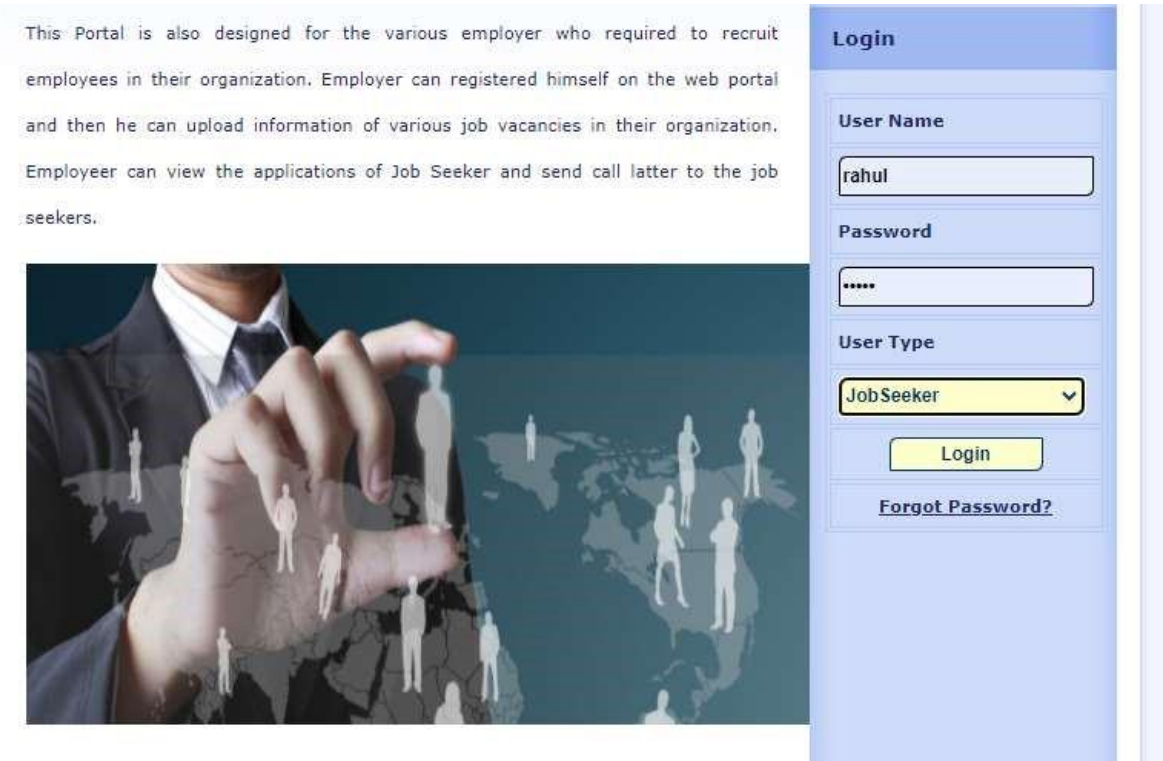 This Portal is also designed for the various employer who required to recruit
employees in their organization. Employer can registered himself on the web portal
and then he can upload information of various job vacancies in their organization.
Employeer can view the applications of Job Seeker and send call latter to the job
seekers.
Login
User Name
rahul
Password
•••••
User Type
JobSeeker
Login
Forgot Password?